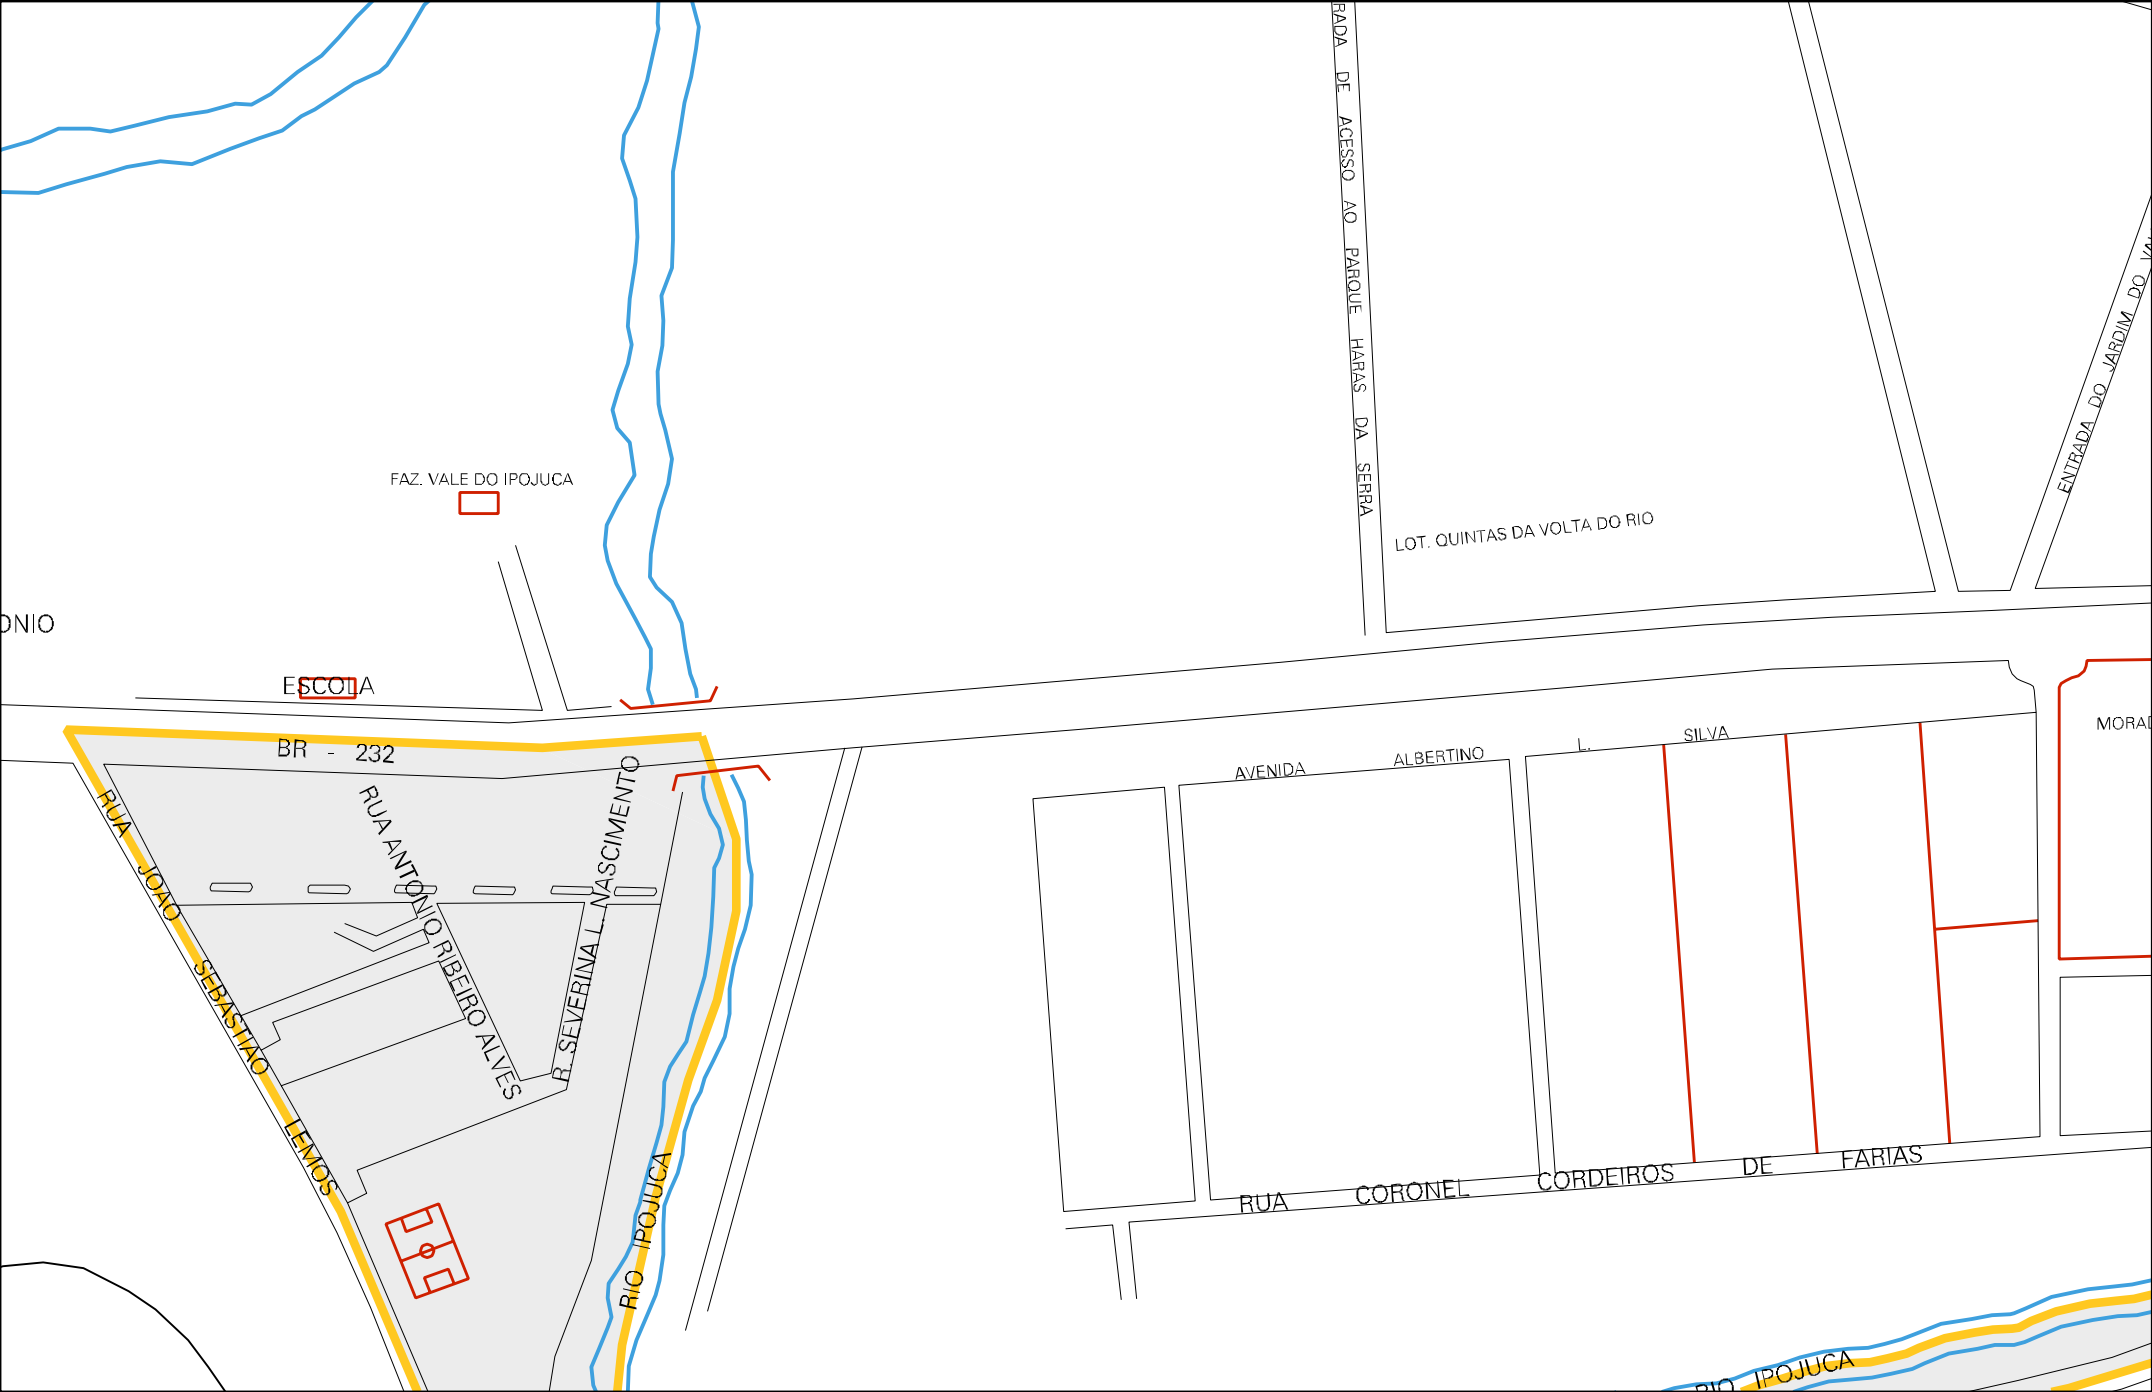 RADA DE ACESSO AO PARQUE HARAS DA SERRA
ENTRADA DO JARDIM DO
FAZ. VALE DO IPOJUCA
LOT. QUINTAS DA VOLTA DO RIO
ONIO
ESCOLA
BR - 232
MORAD
AVENIDA ALBERTINO L. SILVA
RUA JOAO SEBASTIAO LEMOS
RUA ANTONIO RIBEIRO ALVES
R. SEVERINA L. NASCIMENTO
RIO IPOJUCA
RUA CORONEL CORDEIROS DE FARIAS
RIO IPOJUCA